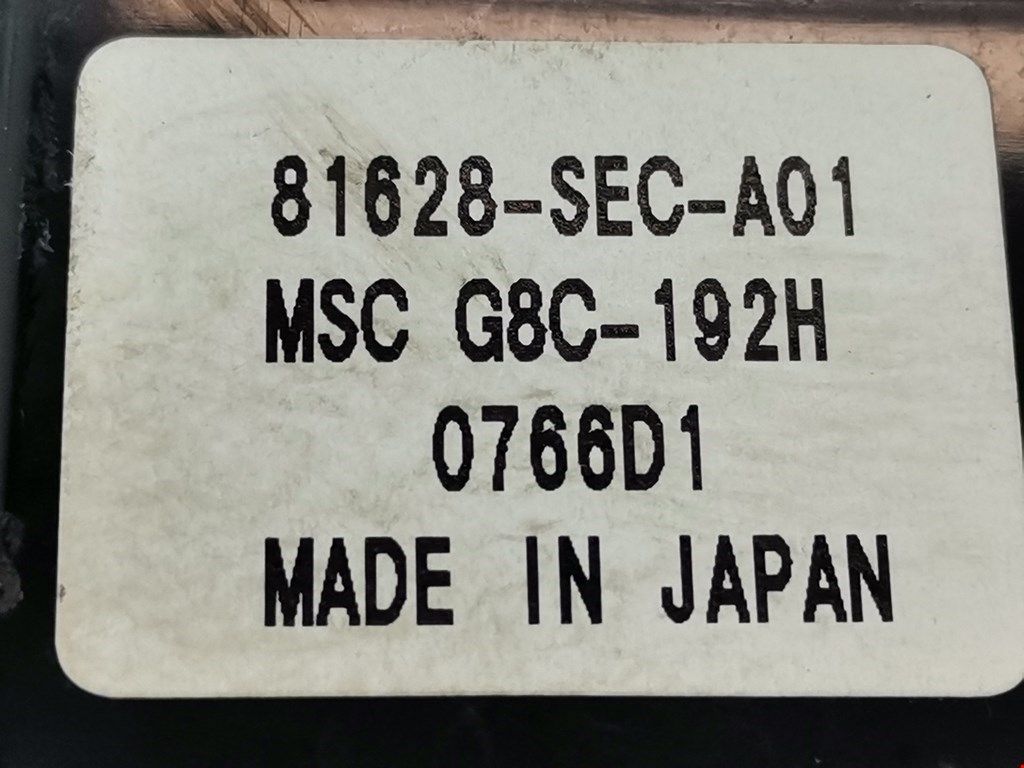 81628-SEC-A01
MSC G8C-192H
0766D1
MADE IN JAPAN